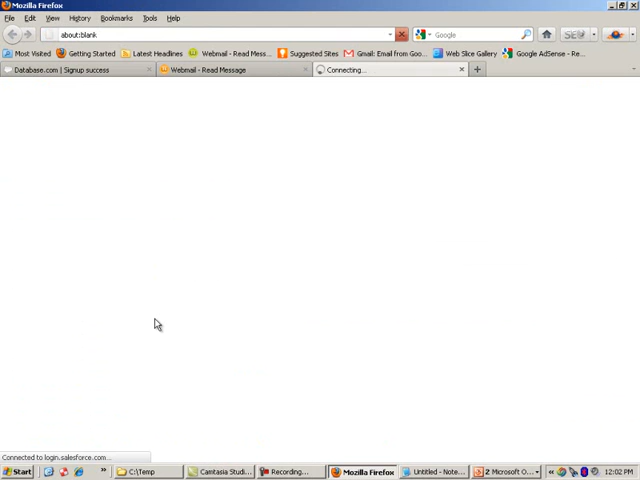 Mozilla Firefox
File Edit View History Bookmarks Tools Help
about:blank
Google
Most Visited Getting Started Latest Headlines Webmail - Read Mess... Suggested Sites Gmail: Email from Goo... Web Slice Gallery Google AdSense - Re...
Database.com | Signup success Webmail - Read Message Connecting...
Connected to login.salesforce.com...
Start C:\Temp Camtasia Studi... Recording... Mozilla Firefox Untitled - Note... 2 Microsoft O... 12:02 PM